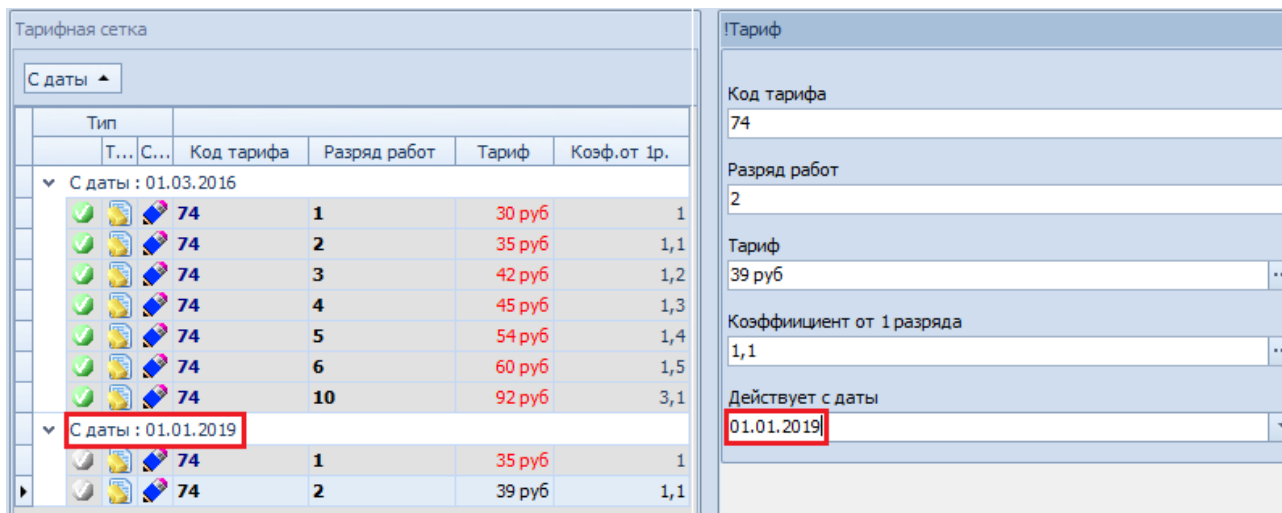 Тарифная сетка
С даты
Тип
Т... С... Код тарифа Разряд работ Тариф Коэф.от 1р.
С даты : 01.03.2016
74 1 30 руб 1
74 2 35 руб 1,1
74 3 42 руб 1,2
74 4 45 руб 1,3
74 5 54 руб 1,4
74 6 60 руб 1,5
74 10 92 руб 3,1
С даты : 01.01.2019
74 1 35 руб 1
74 2 39 руб 1,1
!Тариф
Код тарифа
74
Разряд работ
2
Тариф
39 руб
Коэффиициент от 1 разряда
1,1
Действует с даты
01.01.2019